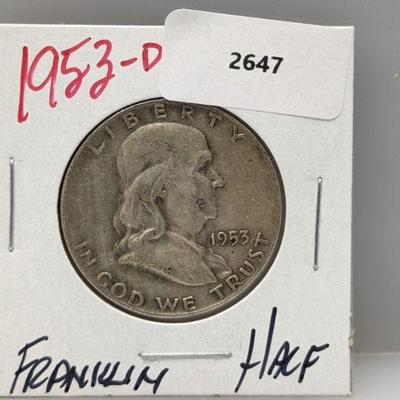 1953-D
2647
LIBERTY
1953
IN GOD WE TRUST
FRANKLIN HALF